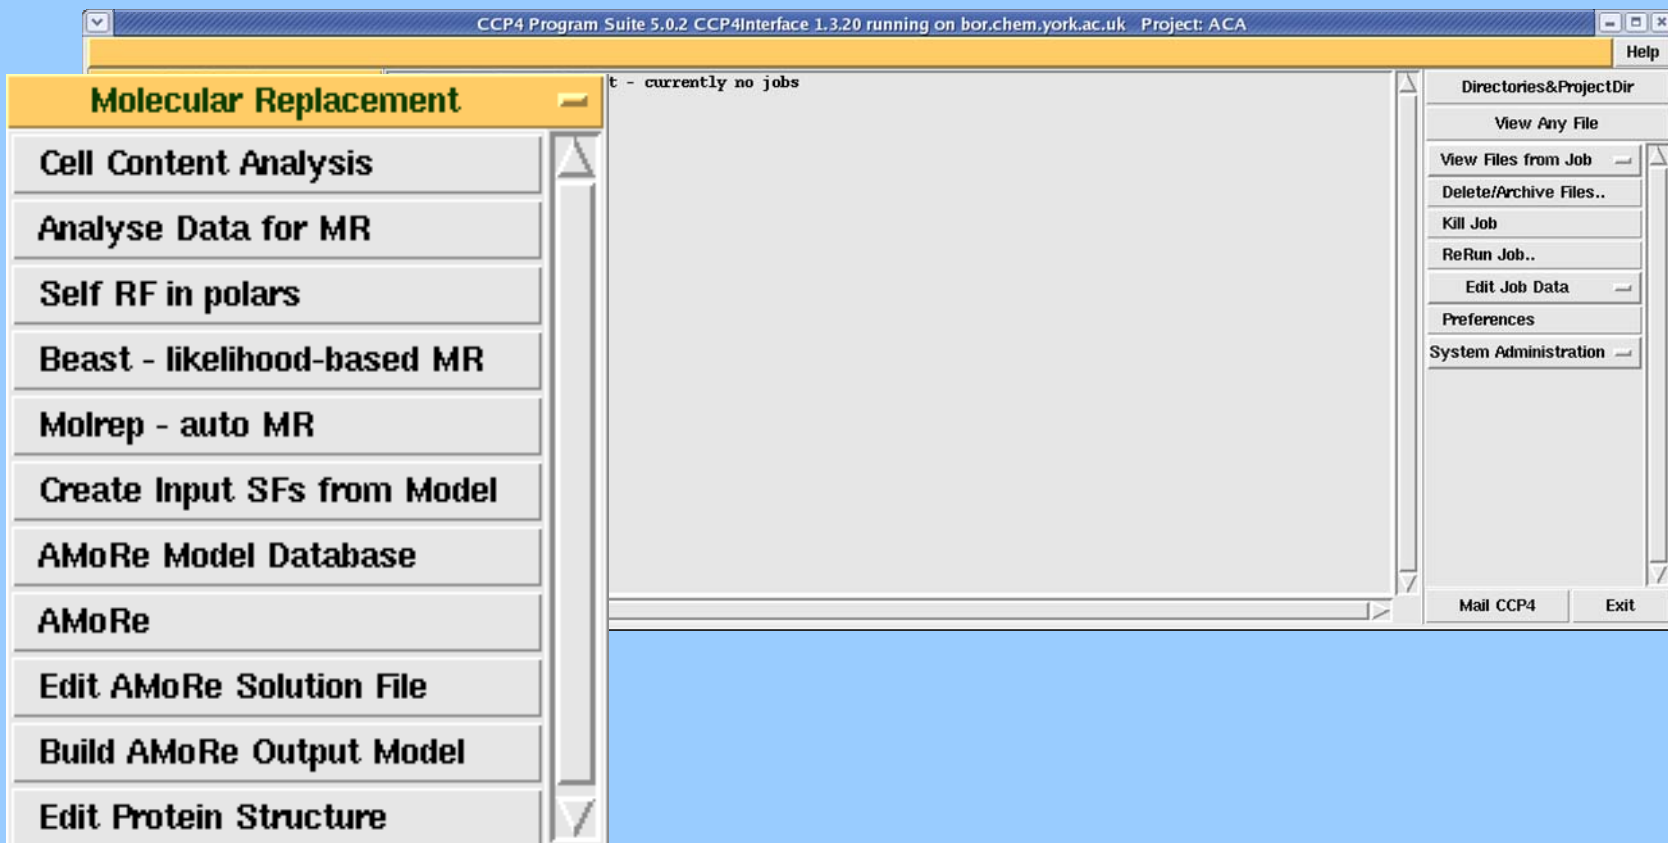 CCP4 Program Suite 5.0.2 CCP4Interface 1.3.20 running on bor.chem.york.ac.uk Project: ACA
Help
Molecular Replacement
Cell Content Analysis
Analyse Data for MR
Self RF in polars
Beast - likelihood-based MR
Molrep - auto MR
Create Input SFs from Model
AMoRe Model Database
AMoRe
Edit AMoRe Solution File
Build AMoRe Output Model
Edit Protein Structure
t - currently no jobs
Directories&ProjectDir
View Any File
View Files from Job
Delete/Archive Files..
Kill Job
ReRun Job..
Edit Job Data
Preferences
System Administration
Mail CCP4
Exit